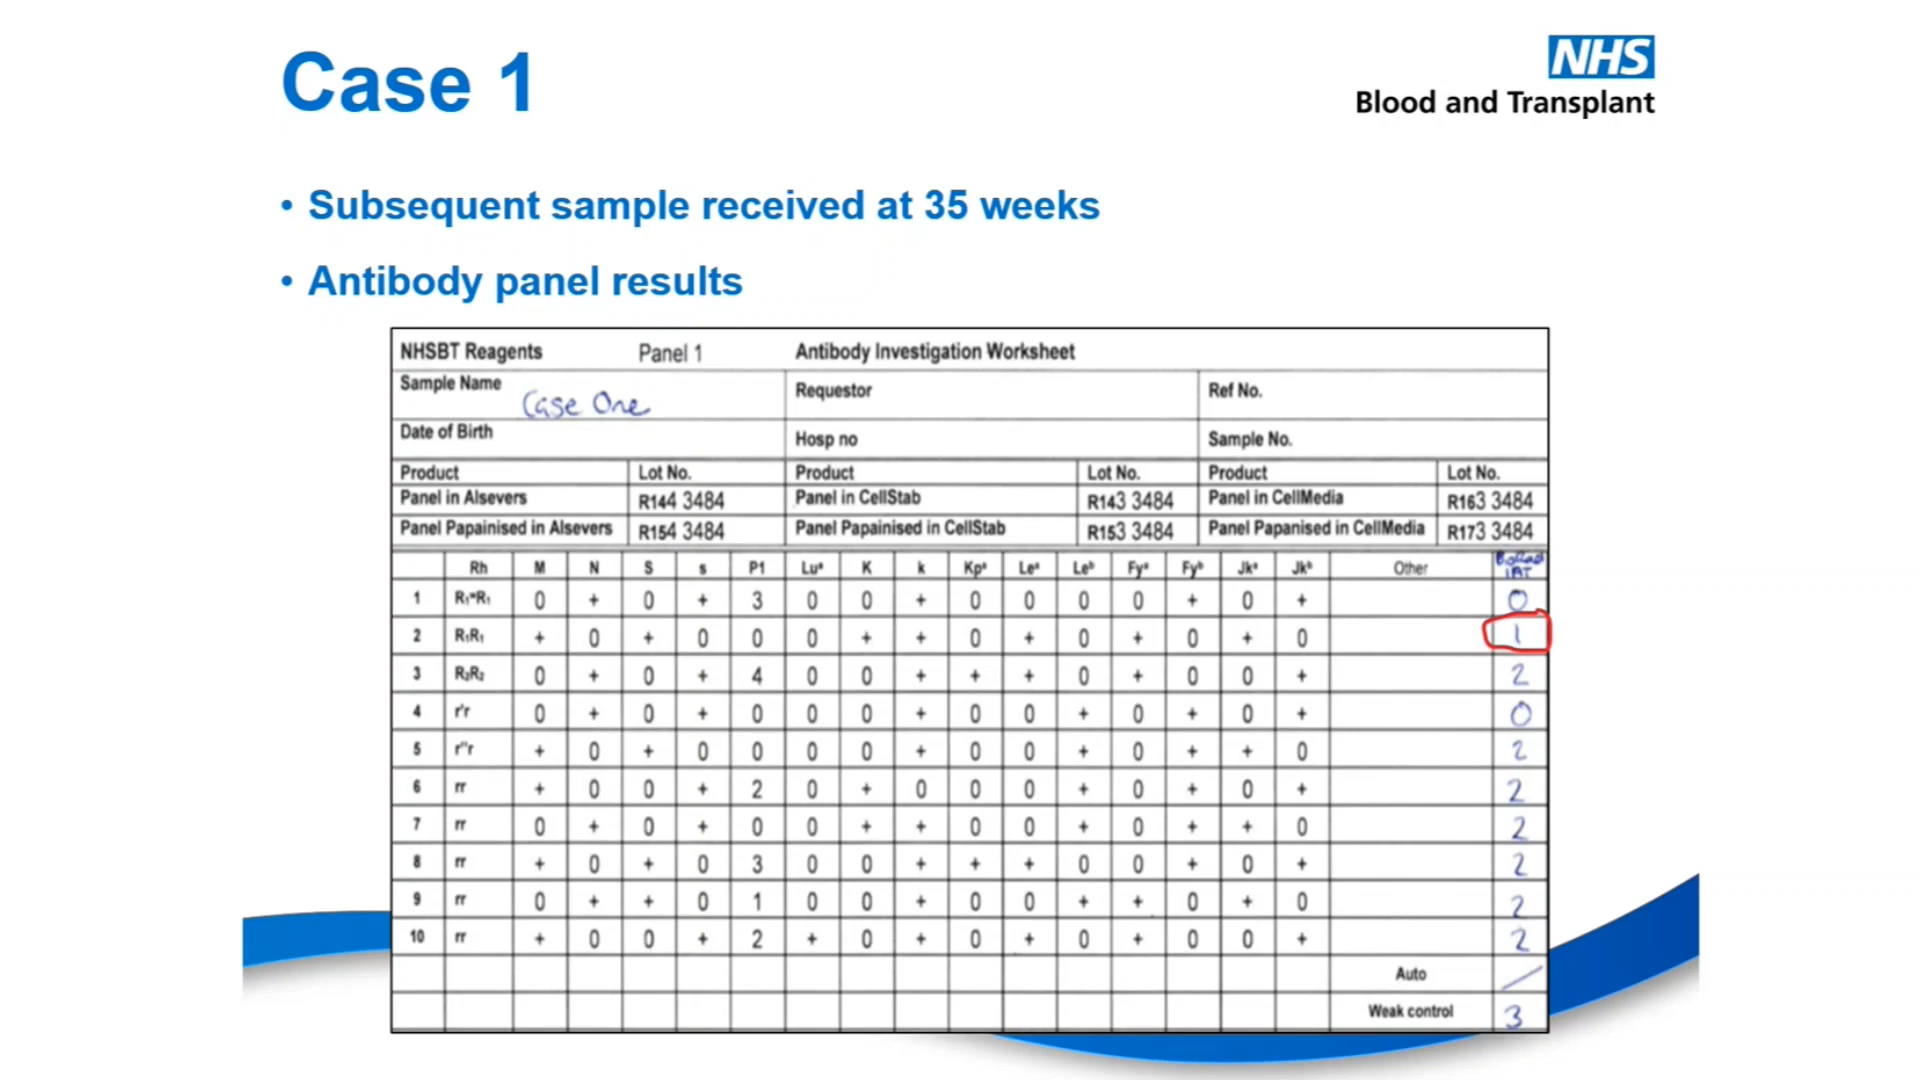 Case 1
NHS
Blood and Transplant
• Subsequent sample received at 35 weeks
• Antibody panel results
NHSBT Reagents Panel 1 Antibody Investigation Worksheet
Sample Name Case One Requestor Ref No.
Date of Birth Hosp no Sample No.
Product Lot No. Product Lot No. Product Lot No.
Panel in Alsevers R144 3484 Panel in CellStab R143 3484 Panel in CellMedia R163 3484
Panel Papainised in Alsevers R154 3484 Panel Papainised in CellStab R153 3484 Panel Papanised in CellMedia R173 3484
Rh M N S s P1 Luᵃ K k Kpᵃ Leᵃ Leᵇ Fyᵃ Fyᵇ Jkᵃ Jkᵇ Other BioRad IAT
1 R₁ʷR₁ 0 + 0 + 3 0 0 + 0 0 0 0 + 0 + 0
2 R₁R₁ + 0 + 0 0 0 + + 0 + 0 + 0 + 0 1
3 R₂R₂ 0 + 0 + 4 0 0 + + + 0 + 0 0 + 2
4 r'r 0 + 0 + 0 0 0 + 0 0 + 0 + 0 + 0
5 r''r + 0 + 0 0 0 0 + 0 0 + 0 + + 0 2
6 rr + 0 0 + 2 0 + 0 0 0 + 0 + 0 + 2
7 rr 0 + 0 + 0 0 + + 0 0 + 0 + + 0 2
8 rr + 0 + 0 3 0 0 + + + 0 0 + 0 + 2
9 rr 0 + + 0 1 0 0 + 0 0 + + 0 + 0 2
10 rr + 0 0 + 2 + 0 + 0 + 0 + 0 0 + 2
Auto /
Weak control 3